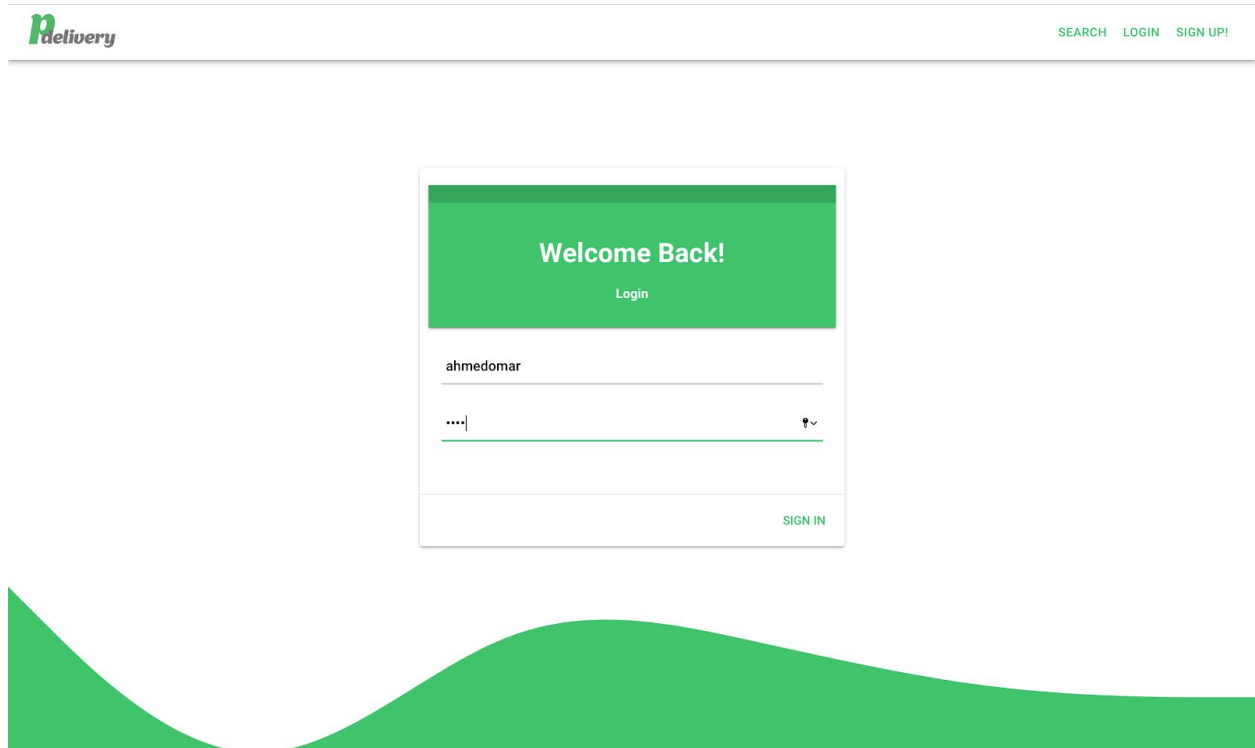 Pdelivery
SEARCH LOGIN SIGN UP!
Welcome Back!
Login
ahmedomar
••••
SIGN IN